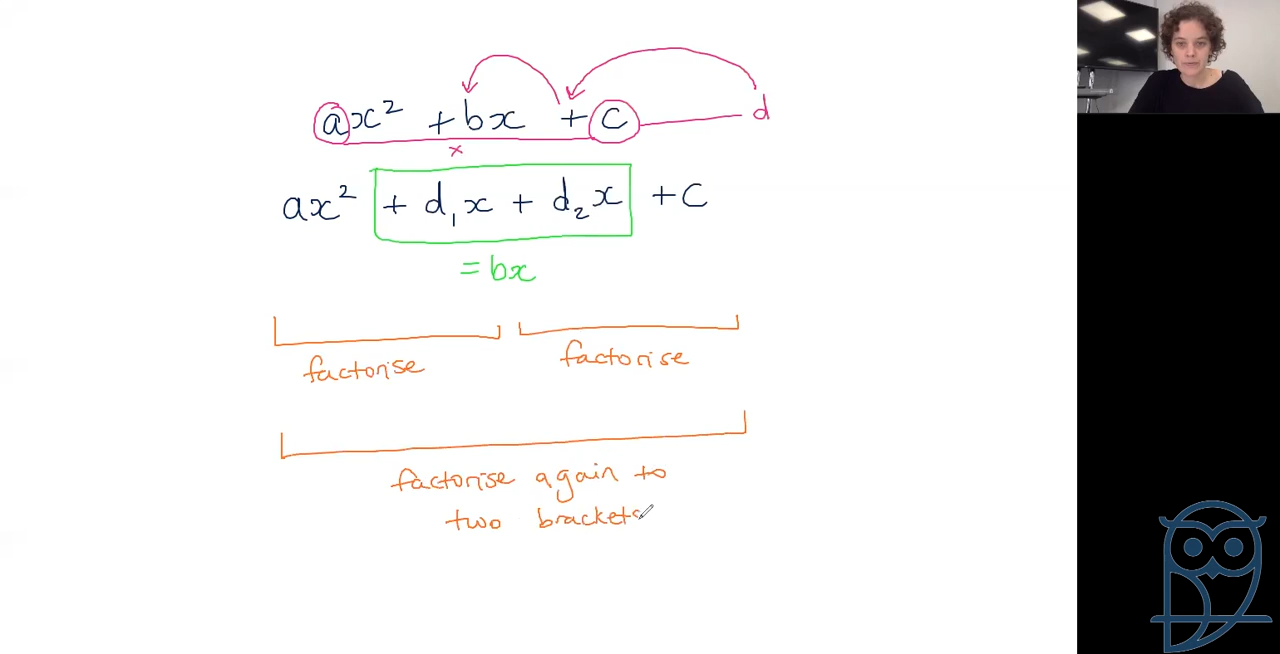 ax² + bx + c d
×
ax² + d₁x + d₂x + c
= bx
factorise factorise
factorise again to
two brackets